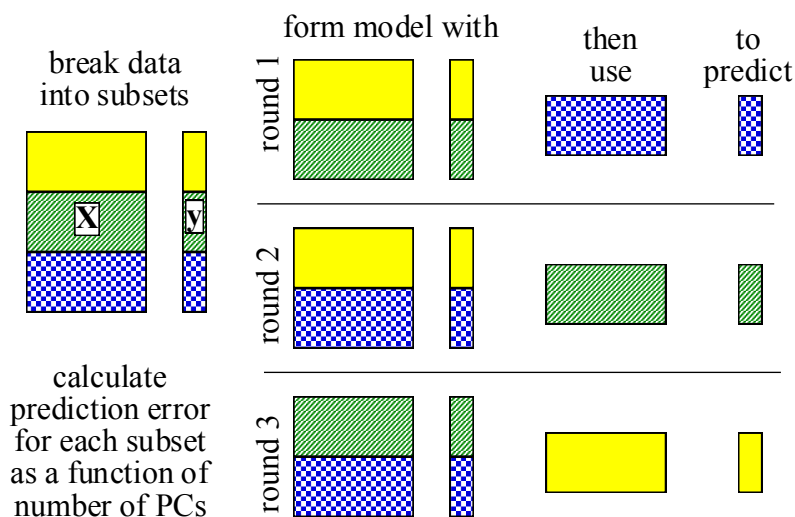 break data
into subsets
X
y
calculate
prediction error
for each subset
as a function of
number of PCs
form model with
then
use
to
predict
round 1
round 2
round 3